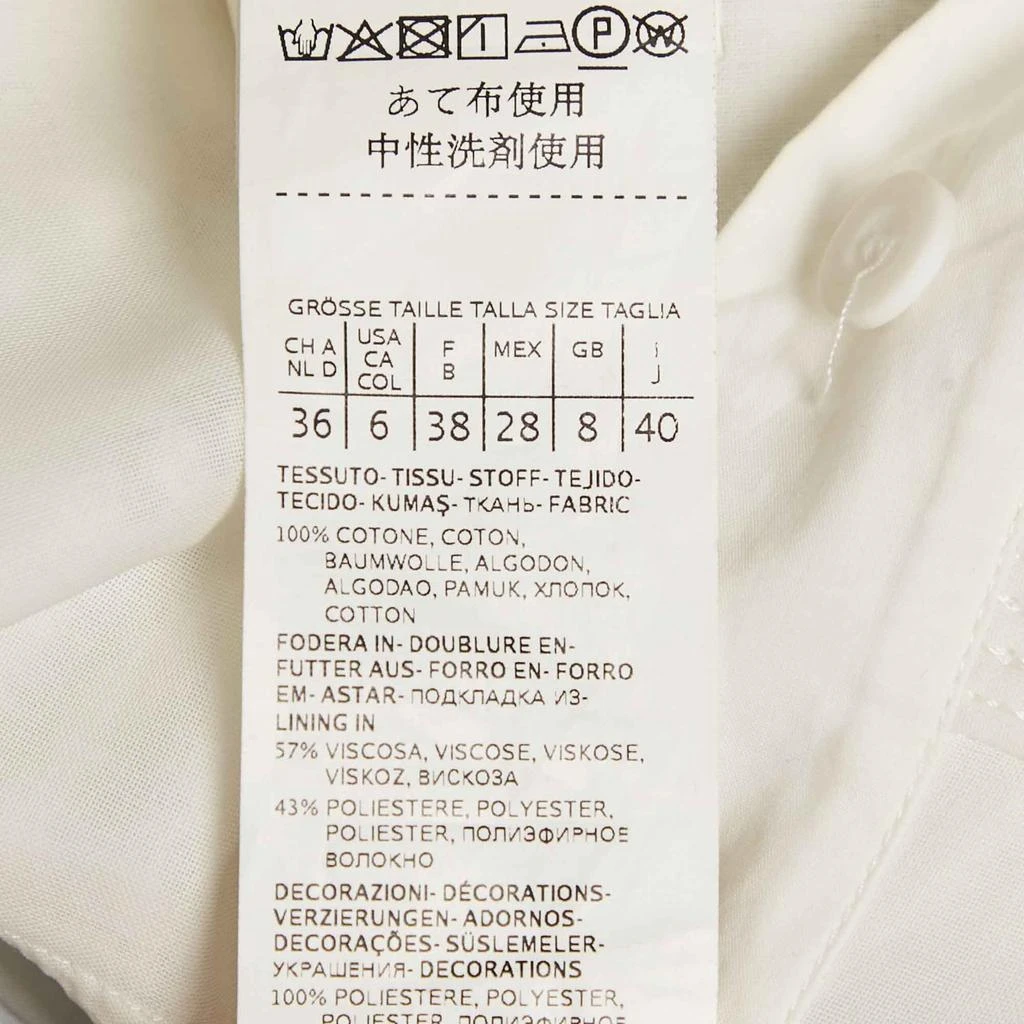 P W
あて布使用
中性洗剤使用
GRÖSSE TAILLE TALLA SIZE TAGLIA
CH A NL D USA CA COL F B MEX GB I J
36 6 38 28 8 40
TESSUTO- TISSU- STOFF- TEJIDO-
TECIDO- KUMAŞ- ТКАНЬ- FABRIC
100% COTONE, COTON,
BAUMWOLLE, ALGODON,
ALGODAO, PAMUK, ХЛОПОК,
COTTON
FODERA IN- DOUBLURE EN-
FUTTER AUS- FORRO EN- FORRO
EM- ASTAR- ПОДКЛАДКА ИЗ-
LINING IN
57% VISCOSA, VISCOSE, VISKOSE,
VISKOZ, ВИСКОЗА
43% POLIESTERE, POLYESTER,
POLIESTER, ПОЛИЭФИРНОЕ
ВОЛОКНО
DECORAZIONI- DÉCORATIONS-
VERZIERUNGEN- ADORNOS-
DECORAÇÕES- SÜSLEMELER-
УКРАШЕНИЯ- DECORATIONS
100% POLIESTERE, POLYESTER,
POLIESTER, ПОЛИЭФИРНОЕ